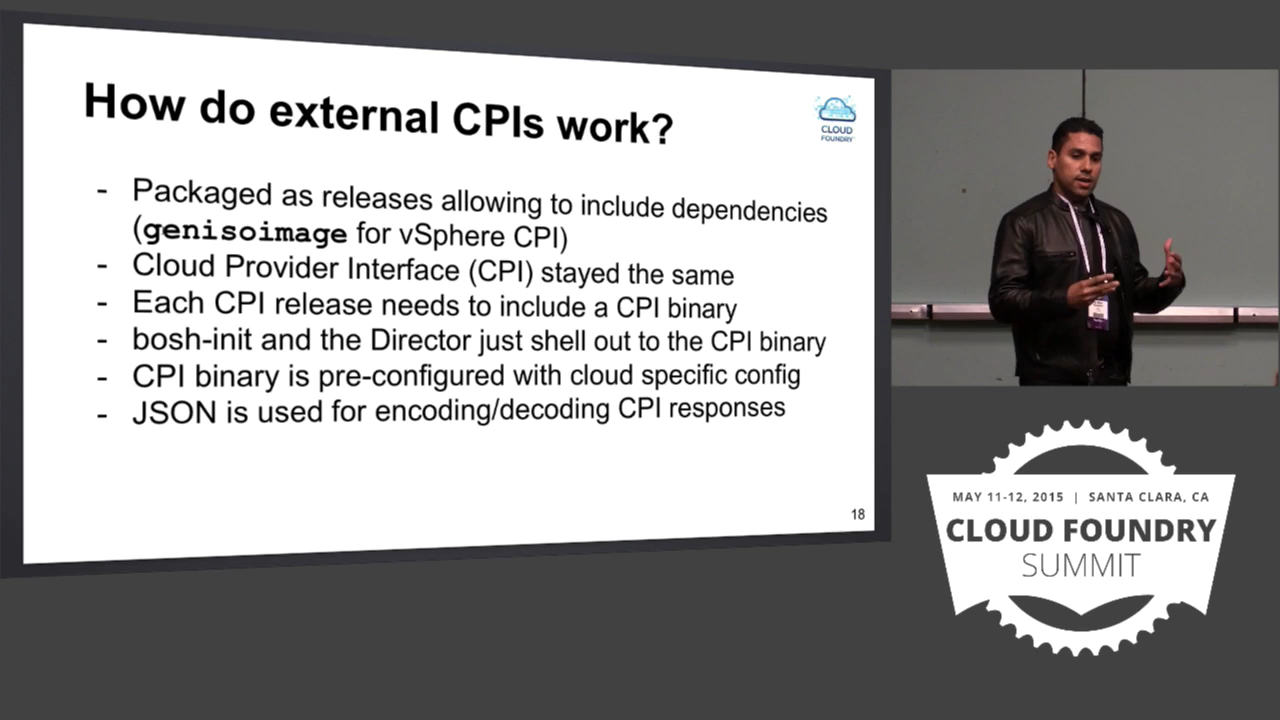 How do external CPIs work?
CLOUD
FOUNDRY
- Packaged as releases allowing to include dependencies
(genisoimage for vSphere CPI)
- Cloud Provider Interface (CPI) stayed the same
- Each CPI release needs to include a CPI binary
- bosh-init and the Director just shell out to the CPI binary
- CPI binary is pre-configured with cloud specific config
- JSON is used for encoding/decoding CPI responses
18
MAY 11-12, 2015 | SANTA CLARA, CA
CLOUD FOUNDRY
SUMMIT